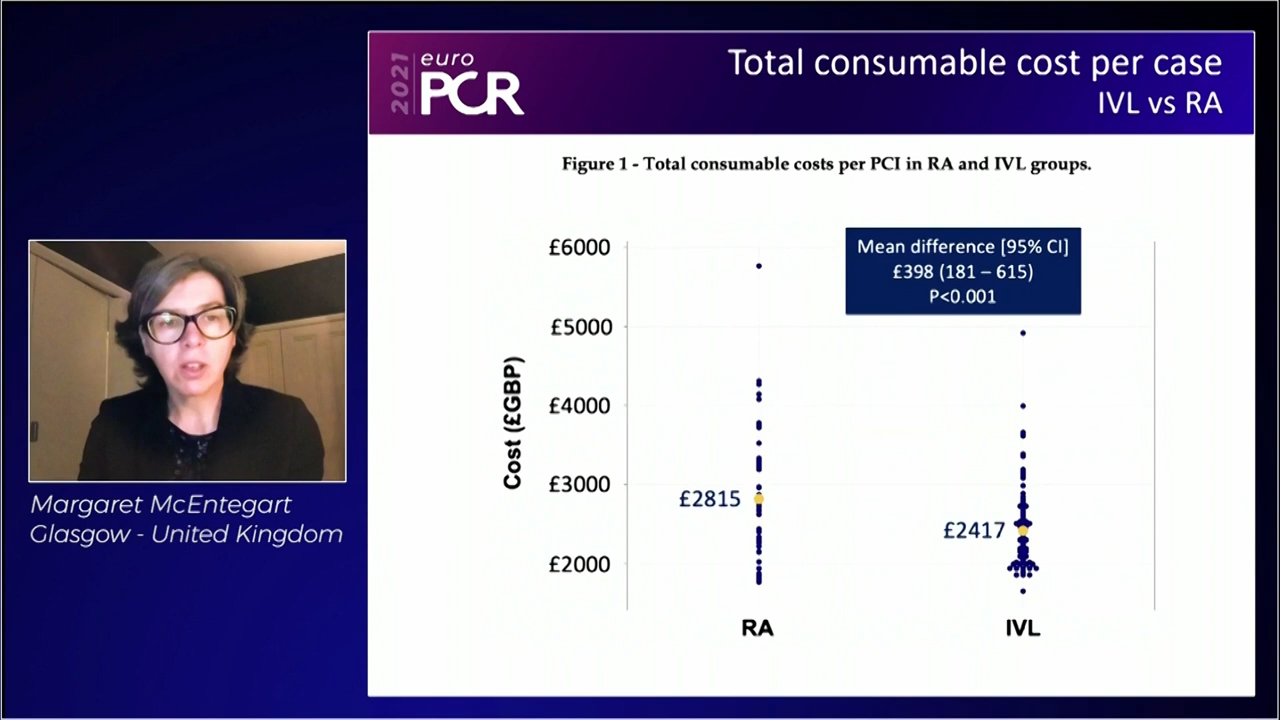 2021
euro
PCR
Total consumable cost per case
IVL vs RA
Figure 1 - Total consumable costs per PCI in RA and IVL groups.
Mean difference [95% CI]
£398 (181 – 615)
P<0.001
Cost (£GBP)
£6000
£5000
£4000
£3000
£2000
£2815
£2417
RA
IVL
Margaret McEntegart
Glasgow - United Kingdom